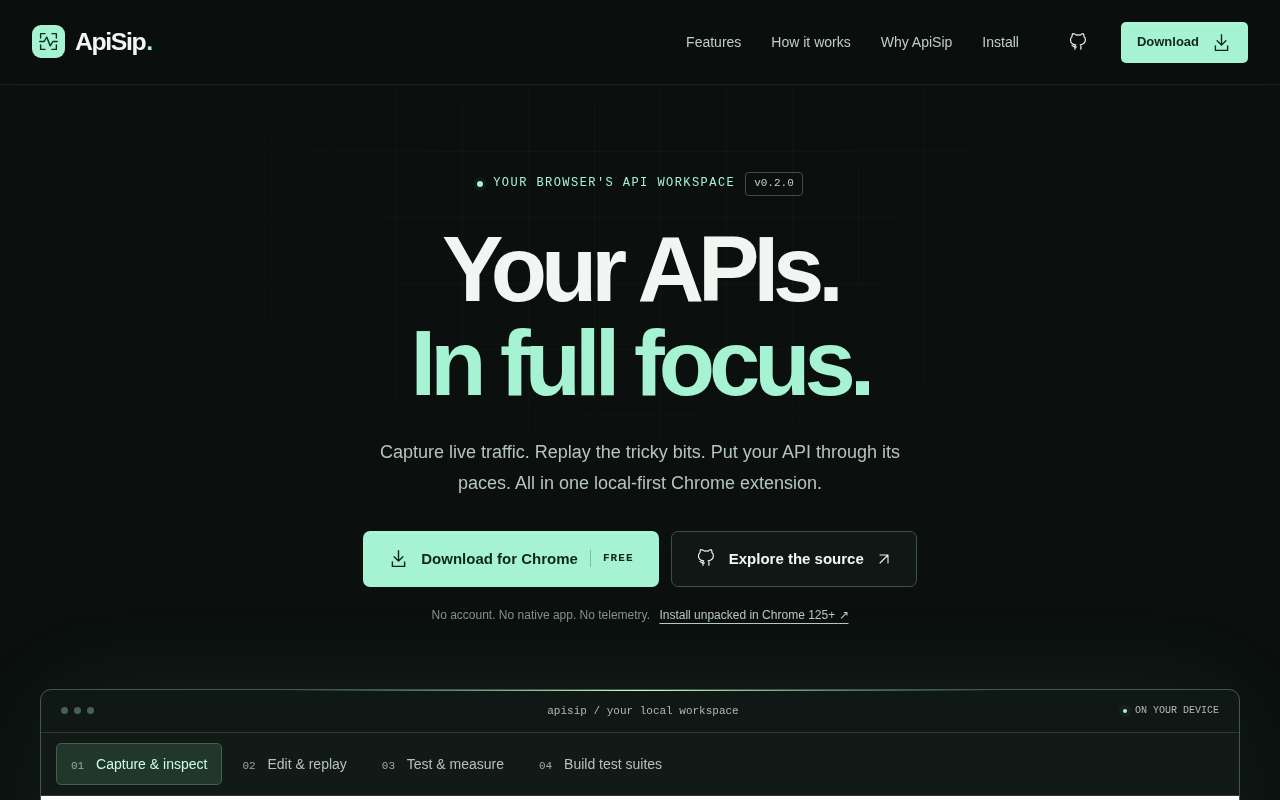 ApiSip.
Features How it works Why ApiSip Install Download
YOUR BROWSER'S API WORKSPACE v0.2.0
Your APIs.
In full focus.
Capture live traffic. Replay the tricky bits. Put your API through its
paces. All in one local-first Chrome extension.
Download for Chrome FREE Explore the source
No account. No native app. No telemetry. Install unpacked in Chrome 125+ ↗
apisip / your local workspace ON YOUR DEVICE
01 Capture & inspect 02 Edit & replay 03 Test & measure 04 Build test suites